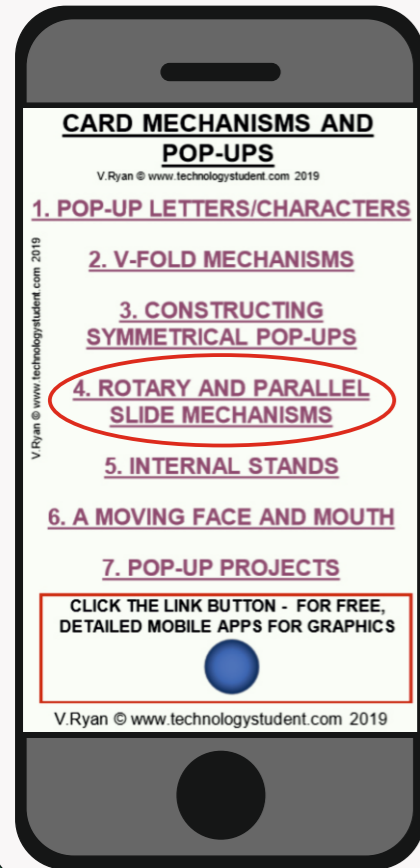 CARD MECHANISMS AND
POP-UPS
V.Ryan © www.technologystudent.com 2019
1. POP-UP LETTERS/CHARACTERS
V.Ryan © www.technologystudent.com 2019
2. V-FOLD MECHANISMS
3. CONSTRUCTING
SYMMETRICAL POP-UPS
4. ROTARY AND PARALLEL
SLIDE MECHANISMS
5. INTERNAL STANDS
6. A MOVING FACE AND MOUTH
7. POP-UP PROJECTS
CLICK THE LINK BUTTON - FOR FREE,
DETAILED MOBILE APPS FOR GRAPHICS
V.Ryan © www.technologystudent.com 2019